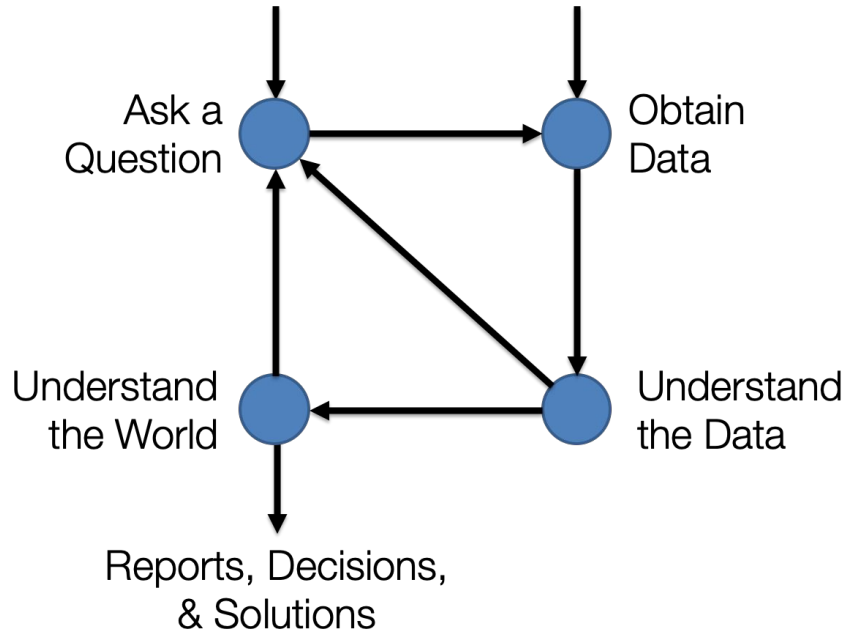 Ask a
Question
Obtain
Data
Understand
the World
Understand
the Data
Reports, Decisions,
& Solutions